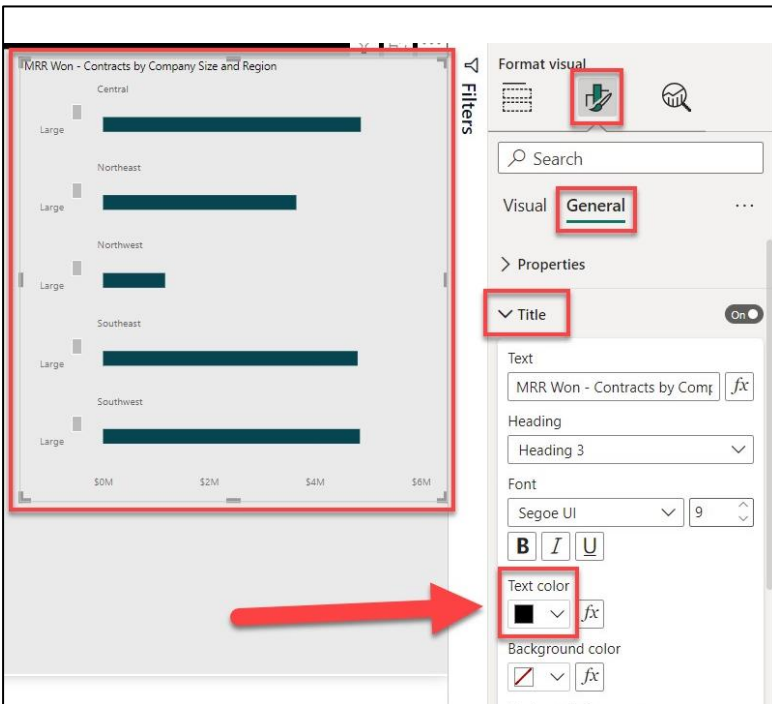 MRR Won - Contracts by Company Size and Region
Central
Large
Northeast
Large
Northwest
Large
Southeast
Large
Southwest
Large
$0M $2M $4M $6M
Filters
Format visual
Search
Visual General ...
Properties
Title On
Text
MRR Won - Contracts by Comp fx
Heading
Heading 3
Font
Segoe UI 9
B I U
Text color
fx
Background color
fx